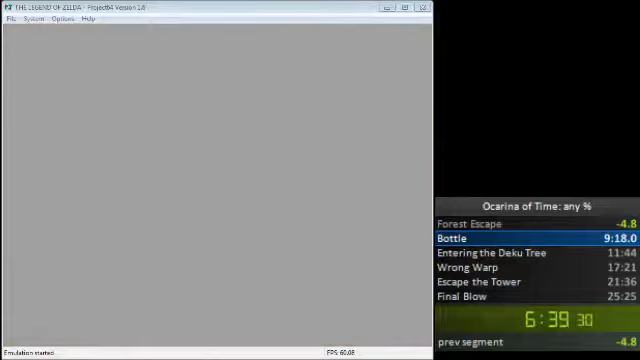 THE LEGEND OF ZELDA - Project64 Version 1.6
File System Options Help
Ocarina of Time: any %
Forest Escape -4.8
Bottle 9:18.0
Entering the Deku Tree 11:44
Wrong Warp 17:21
Escape the Tower 21:36
Final Blow 25:25
6:39 30
prev segment -4.8
Emulation started FPS: 60.08